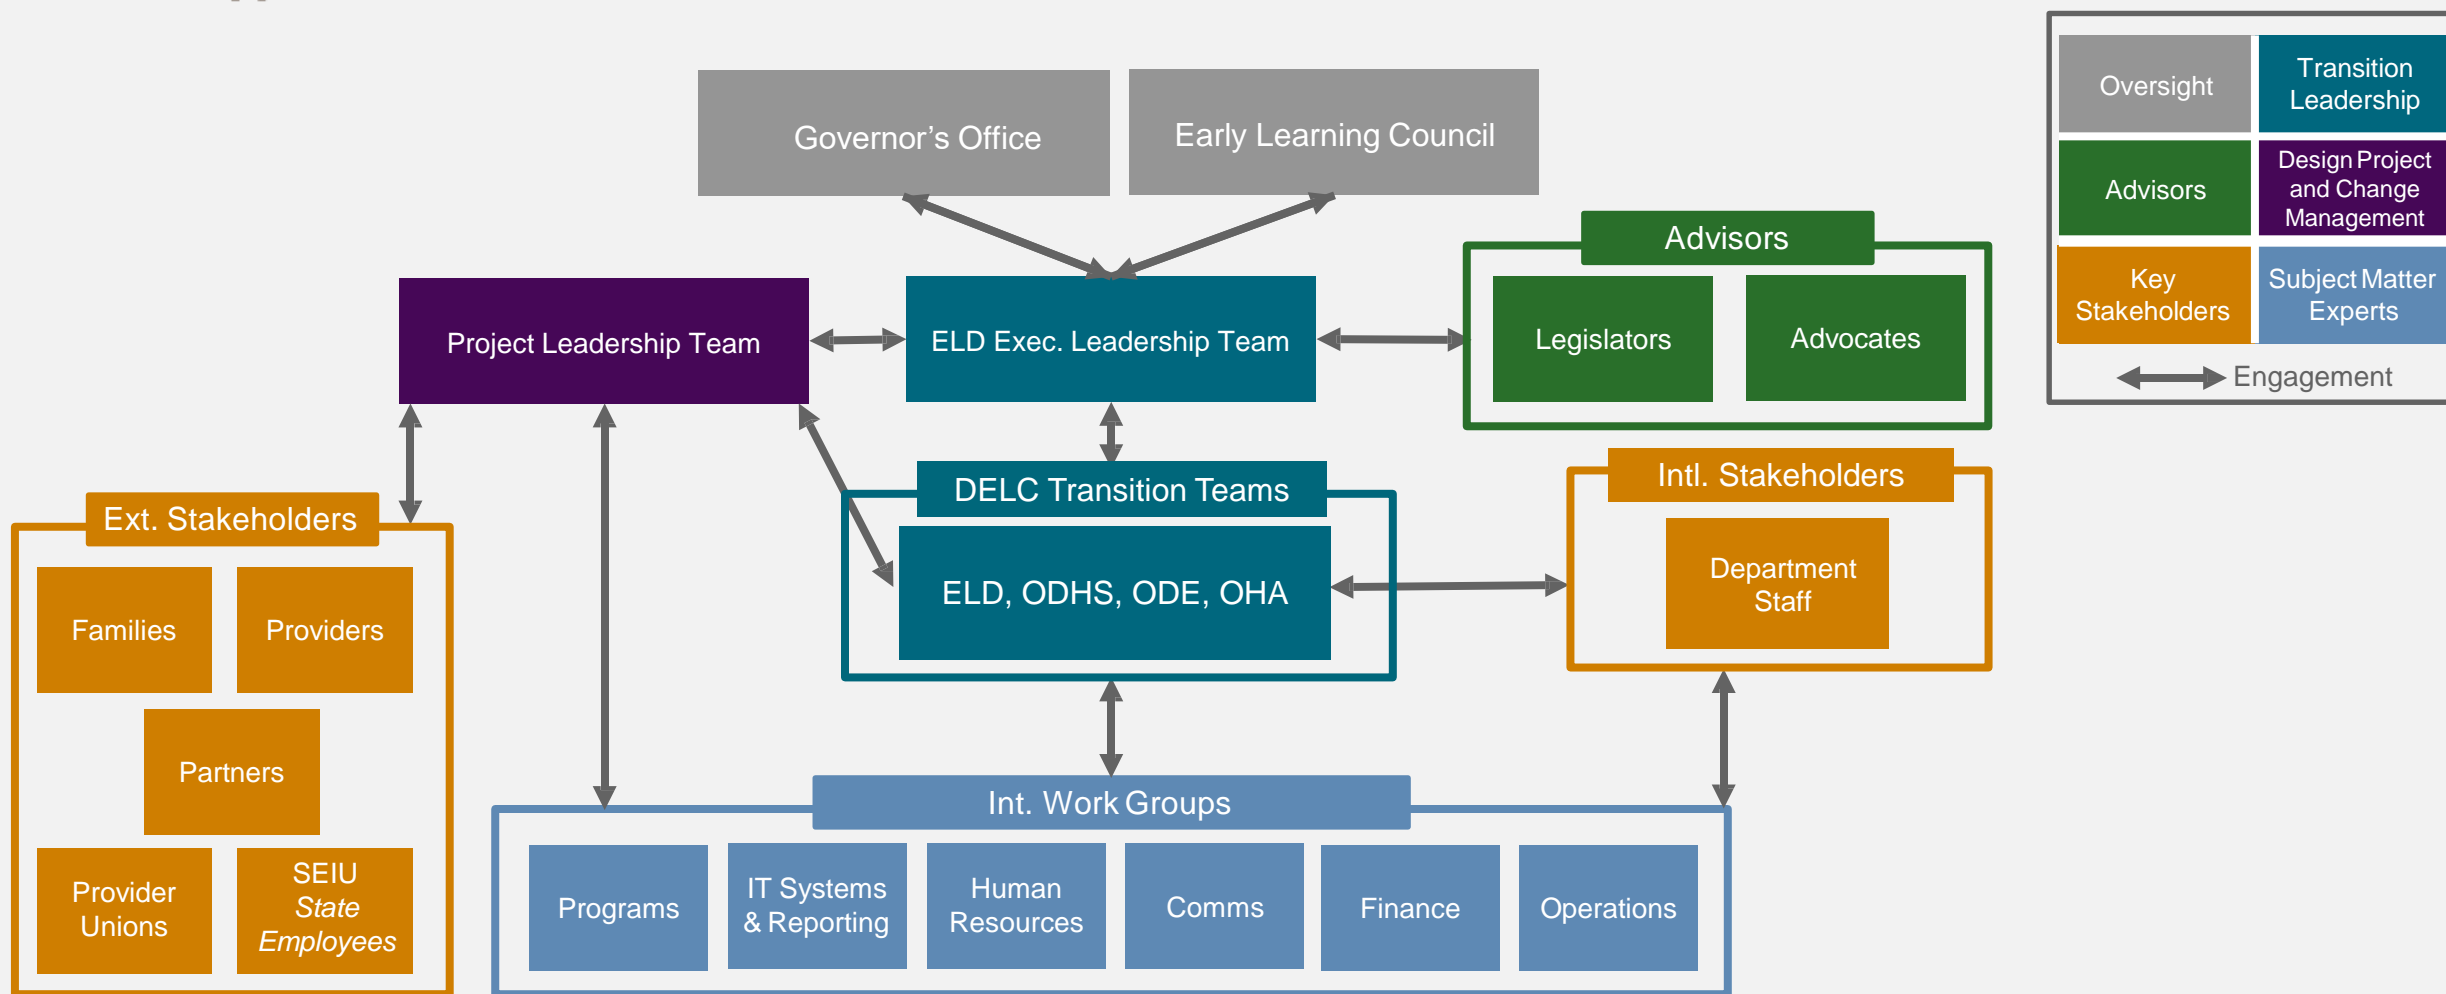 Governor's Office
Early Learning Council
Oversight
Transition
Leadership
Advisors
Design Project
and Change
Management
Key
Stakeholders
Subject Matter
Experts
Engagement
Advisors
Legislators
Advocates
Project Leadership Team
ELD Exec. Leadership Team
DELC Transition Teams
ELD, ODHS, ODE, OHA
Intl. Stakeholders
Department
Staff
Ext. Stakeholders
Families
Providers
Partners
Provider
Unions
SEIU
State
Employees
Int. Work Groups
Programs
IT Systems
& Reporting
Human
Resources
Comms
Finance
Operations